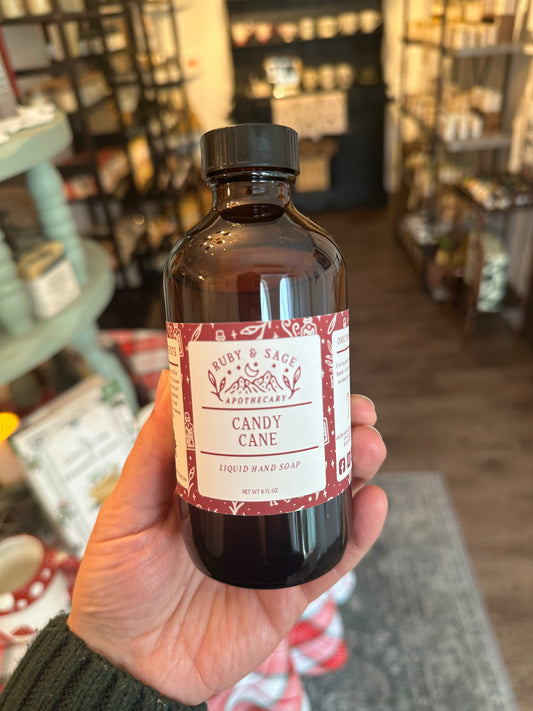 RUBY & SAGE
APOTHECARY
CANDY
CANE
LIQUID HAND SOAP
NET WT 8 FL OZ